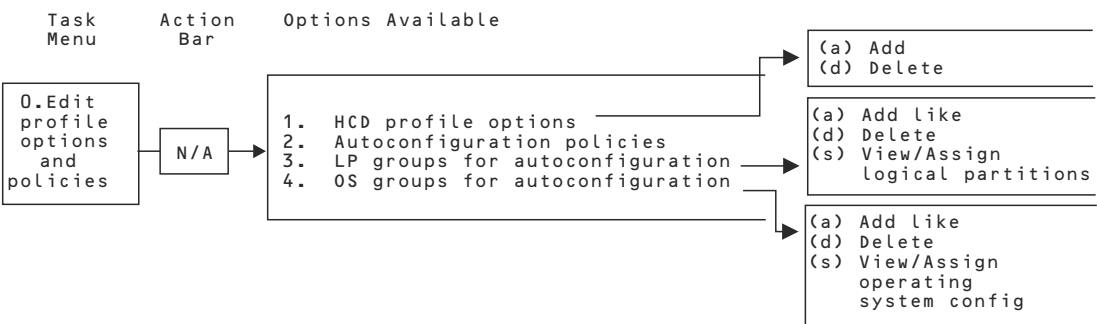 Task Menu
Action Bar
Options Available
0.Edit
profile
options
and
policies
N/A
1. HCD profile options
2. Autoconfiguration policies
3. LP groups for autoconfiguration
4. OS groups for autoconfiguration
(a) Add
(d) Delete
(a) Add like
(d) Delete
(s) View/Assign
logical partitions
(a) Add like
(d) Delete
(s) View/Assign
operating
system config